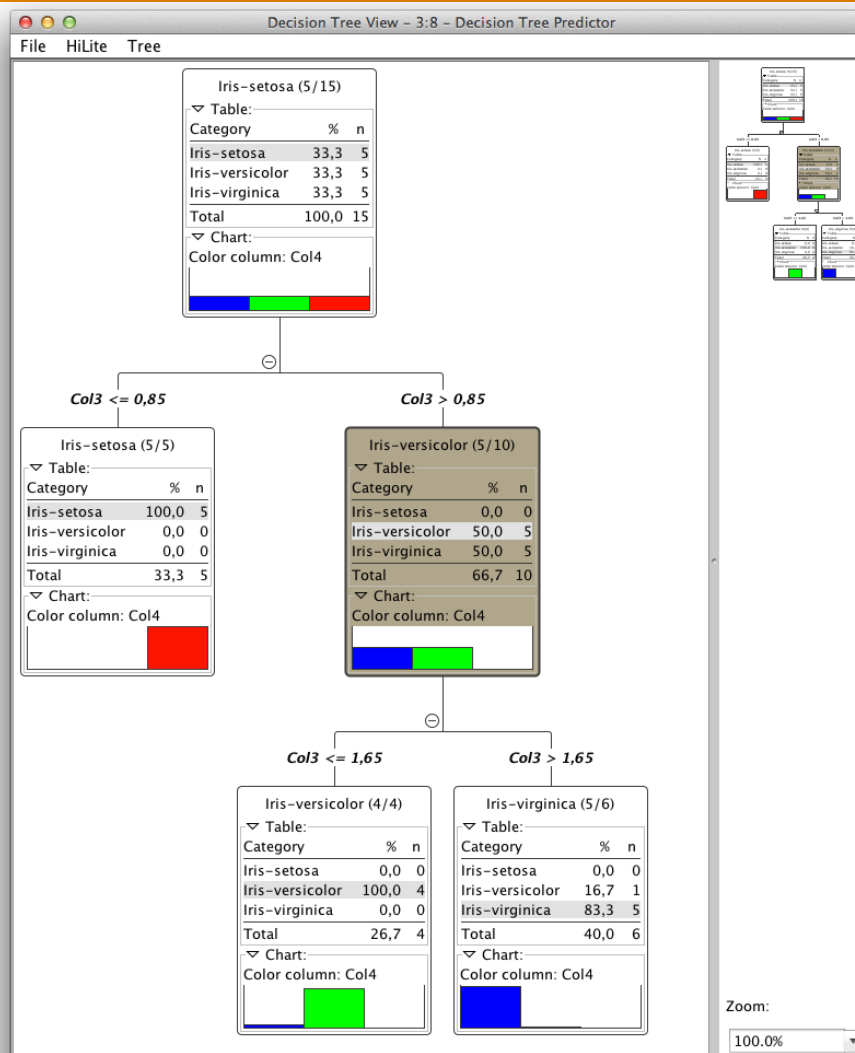 Decision Tree View – 3:8 – Decision Tree Predictor
File HiLite Tree
Iris-setosa (5/15)
Table:
Category % n
Iris-setosa 33,3 5
Iris-versicolor 33,3 5
Iris-virginica 33,3 5
Total 100,0 15
Chart:
Color column: Col4
Col3 <= 0,85
Col3 > 0,85
Iris-setosa (5/5)
Table:
Category % n
Iris-setosa 100,0 5
Iris-versicolor 0,0 0
Iris-virginica 0,0 0
Total 33,3 5
Chart:
Color column: Col4
Iris-versicolor (5/10)
Table:
Category % n
Iris-setosa 0,0 0
Iris-versicolor 50,0 5
Iris-virginica 50,0 5
Total 66,7 10
Chart:
Color column: Col4
Col3 <= 1,65
Col3 > 1,65
Iris-versicolor (4/4)
Table:
Category % n
Iris-setosa 0,0 0
Iris-versicolor 100,0 4
Iris-virginica 0,0 0
Total 26,7 4
Chart:
Color column: Col4
Iris-virginica (5/6)
Table:
Category % n
Iris-setosa 0,0 0
Iris-versicolor 16,7 1
Iris-virginica 83,3 5
Total 40,0 6
Chart:
Color column: Col4
Zoom:
100.0%